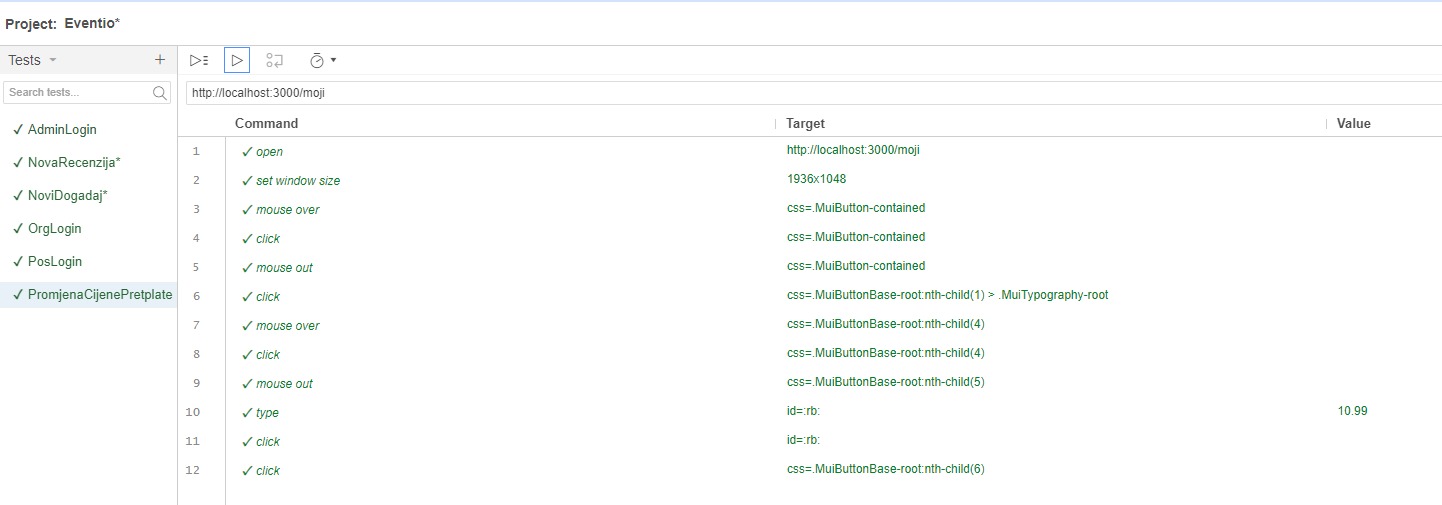 Project: Eventio*
Tests
Search tests...
http://localhost:3000/moji
AdminLogin
NovaRecenzija*
NoviDogadaj*
OrgLogin
PosLogin
PromjenaCijenePretplate
Command Target Value
1 open http://localhost:3000/moji
2 set window size 1936x1048
3 mouse over css=.MuiButton-contained
4 click css=.MuiButton-contained
5 mouse out css=.MuiButton-contained
6 click css=.MuiButtonBase-root:nth-child(1) > .MuiTypography-root
7 mouse over css=.MuiButtonBase-root:nth-child(4)
8 click css=.MuiButtonBase-root:nth-child(4)
9 mouse out css=.MuiButtonBase-root:nth-child(5)
10 type id=:rb: 10.99
11 click id=:rb:
12 click css=.MuiButtonBase-root:nth-child(6)